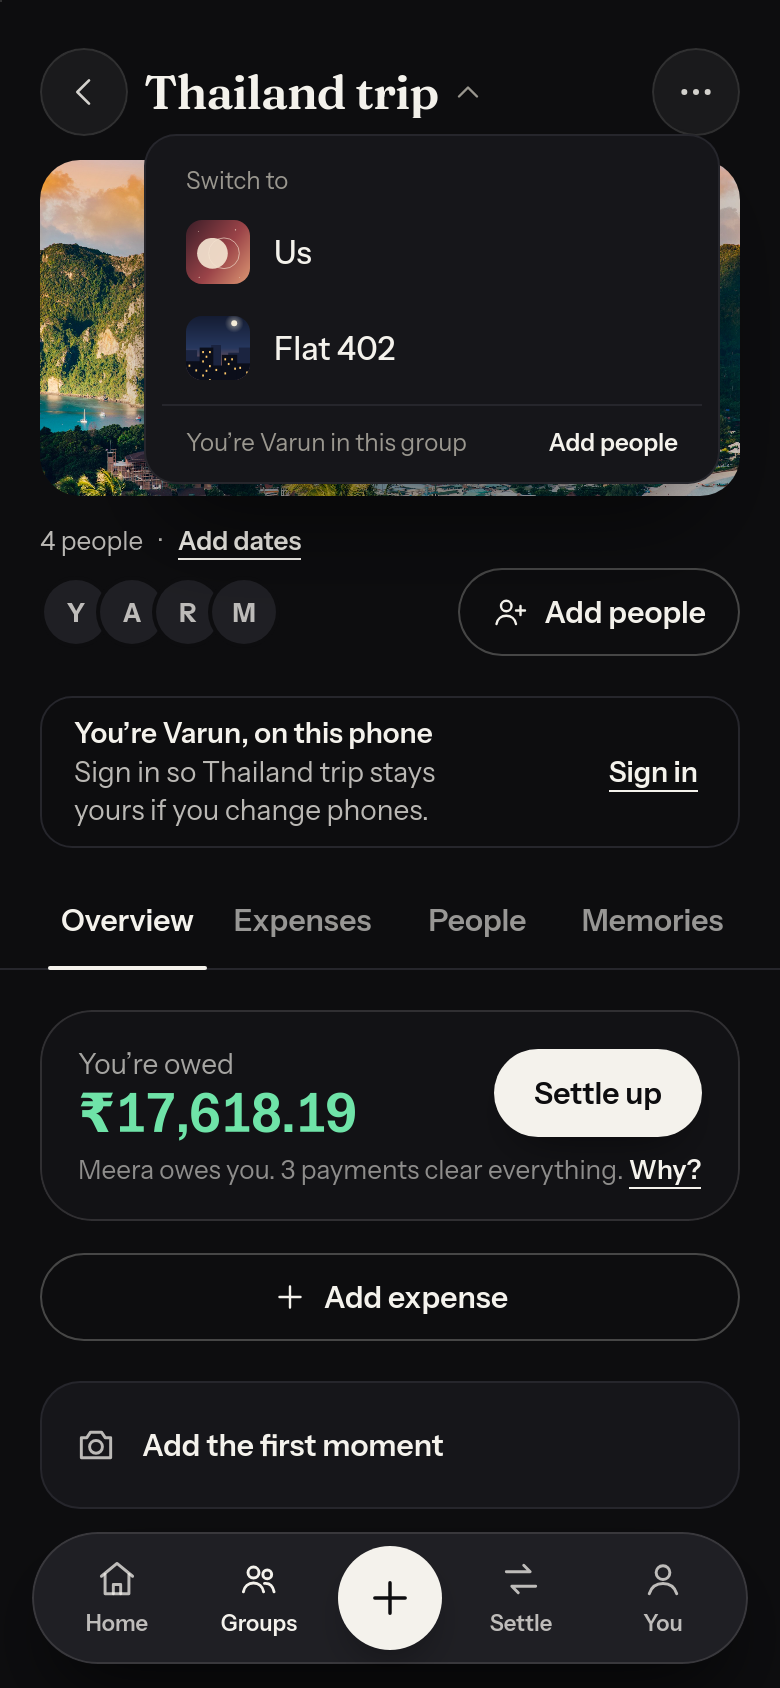 Thailand trip
Switch to
Us
Flat 402
You’re Varun in this group
Add people
4 people · Add dates
Y A R M
Add people
You’re Varun, on this phone
Sign in so Thailand trip stays
yours if you change phones.
Sign in
Overview Expenses People Memories
You’re owed
₹17,618.19
Settle up
Meera owes you. 3 payments clear everything. Why?
Add expense
Add the first moment
Home Groups Settle You